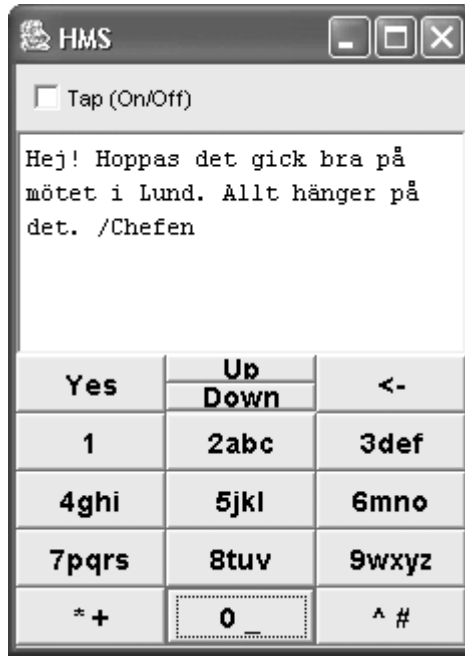 HMS
Tap (On/Off)
Hej! Hoppas det gick bra på
mötet i Lund. Allt hänger på
det. /Chefen
Yes
Up
Down
<-
1
2abc
3def
4ghi
5jkl
6mno
7pqrs
8tuv
9wxyz
*+
0 _
^ #